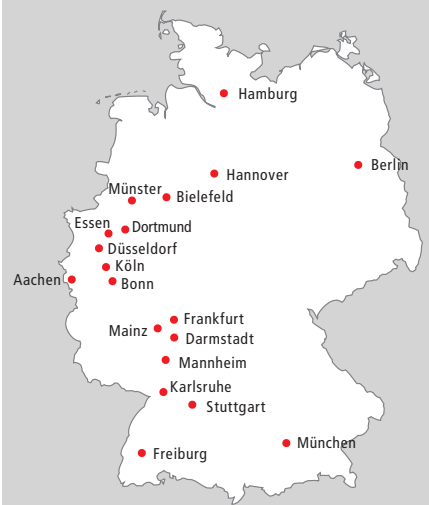 Hamburg
Berlin
Hannover
Münster
Bielefeld
Essen
Dortmund
Düsseldorf
Köln
Aachen
Bonn
Frankfurt
Mainz
Darmstadt
Mannheim
Karlsruhe
Stuttgart
München
Freiburg